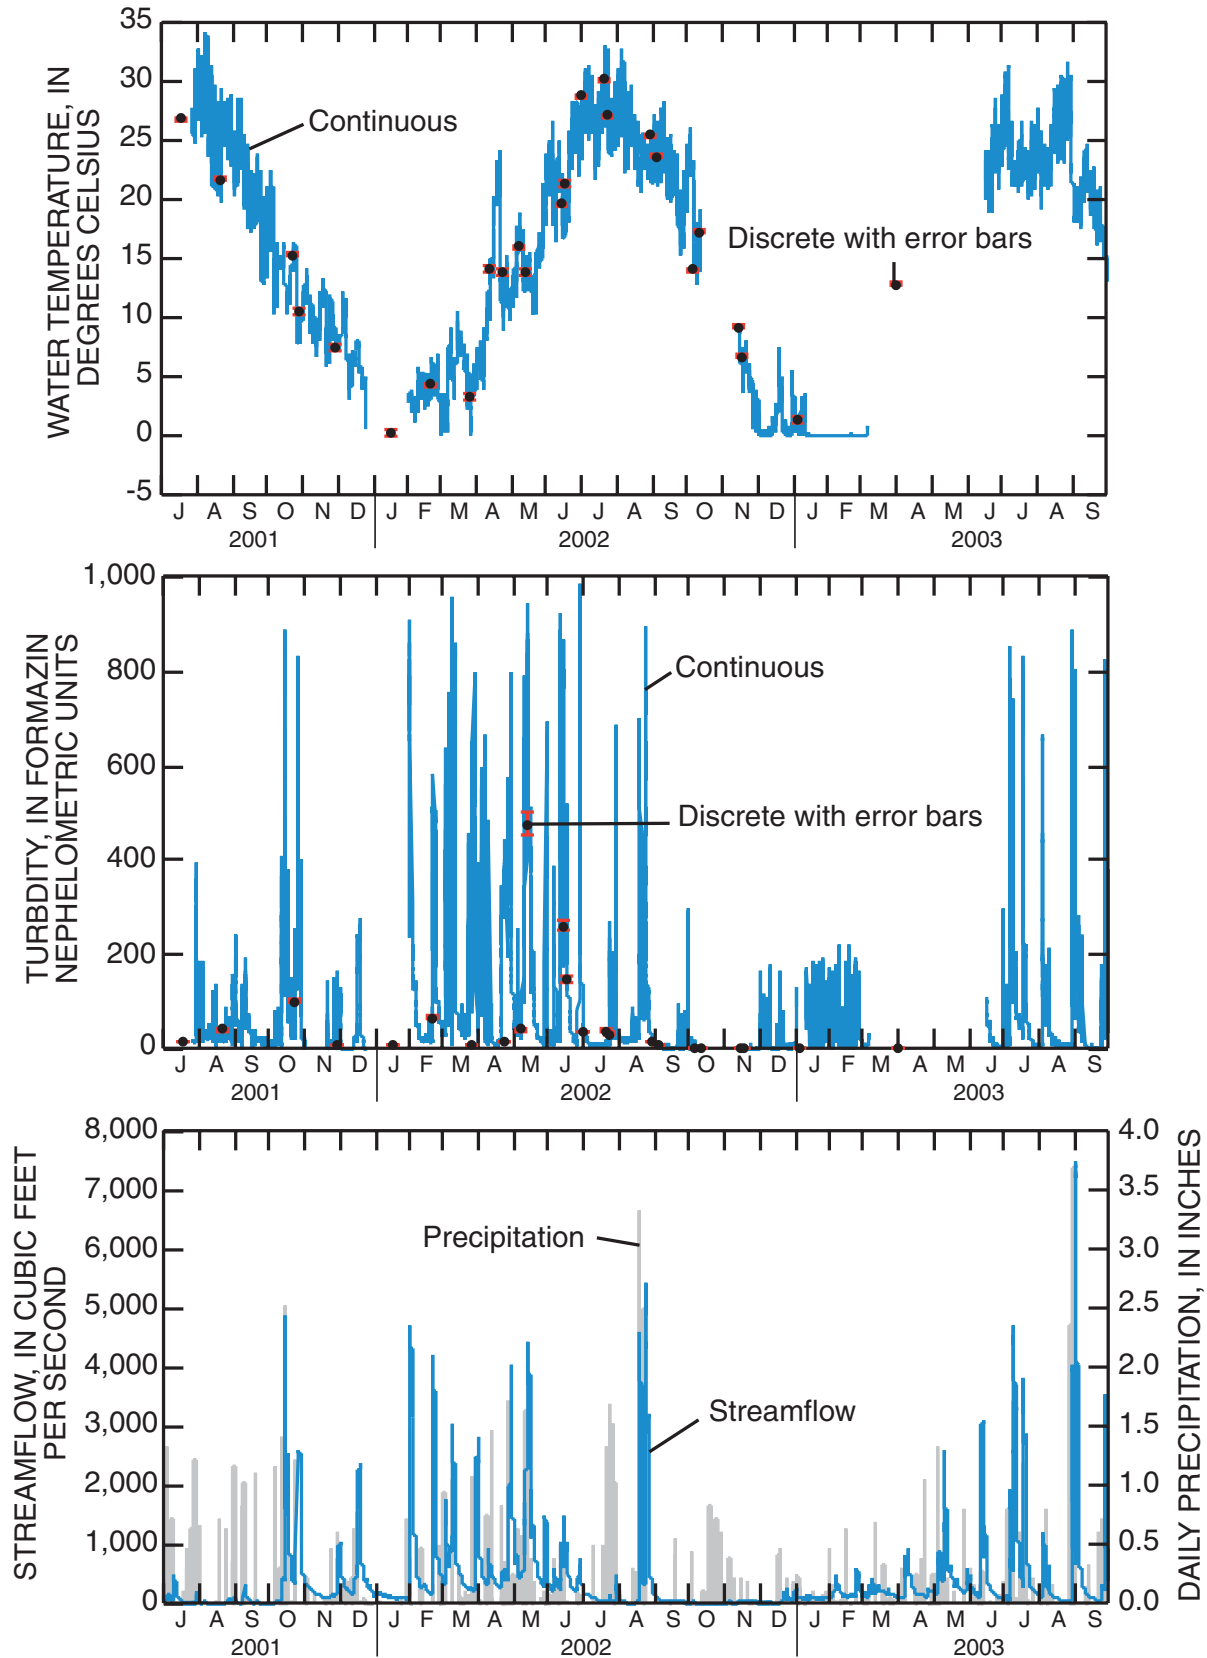 35
30
25
20
15
10
5
0
-5
WATER TEMPERATURE, IN
DEGREES CELSIUS
Continuous
Discrete with error bars
J A S O N D J F M A M J J A S O N D J F M A M J J A S
2001 2002 2003
1,000
800
600
400
200
0
TURBDITY, IN FORMAZIN
NEPHELOMETRIC UNITS
Continuous
Discrete with error bars
J A S O N D J F M A M J J A S O N D J F M A M J J A S
2001 2002 2003
8,000
7,000
6,000
5,000
4,000
3,000
2,000
1,000
0
STREAMFLOW, IN CUBIC FEET
PER SECOND
Precipitation
Streamflow
4.0
3.5
3.0
2.5
2.0
1.5
1.0
0.5
0.0
DAILY PRECIPITATION, IN INCHES
J A S O N D J F M A M J J A S O N D J F M A M J J A S
2001 2002 2003